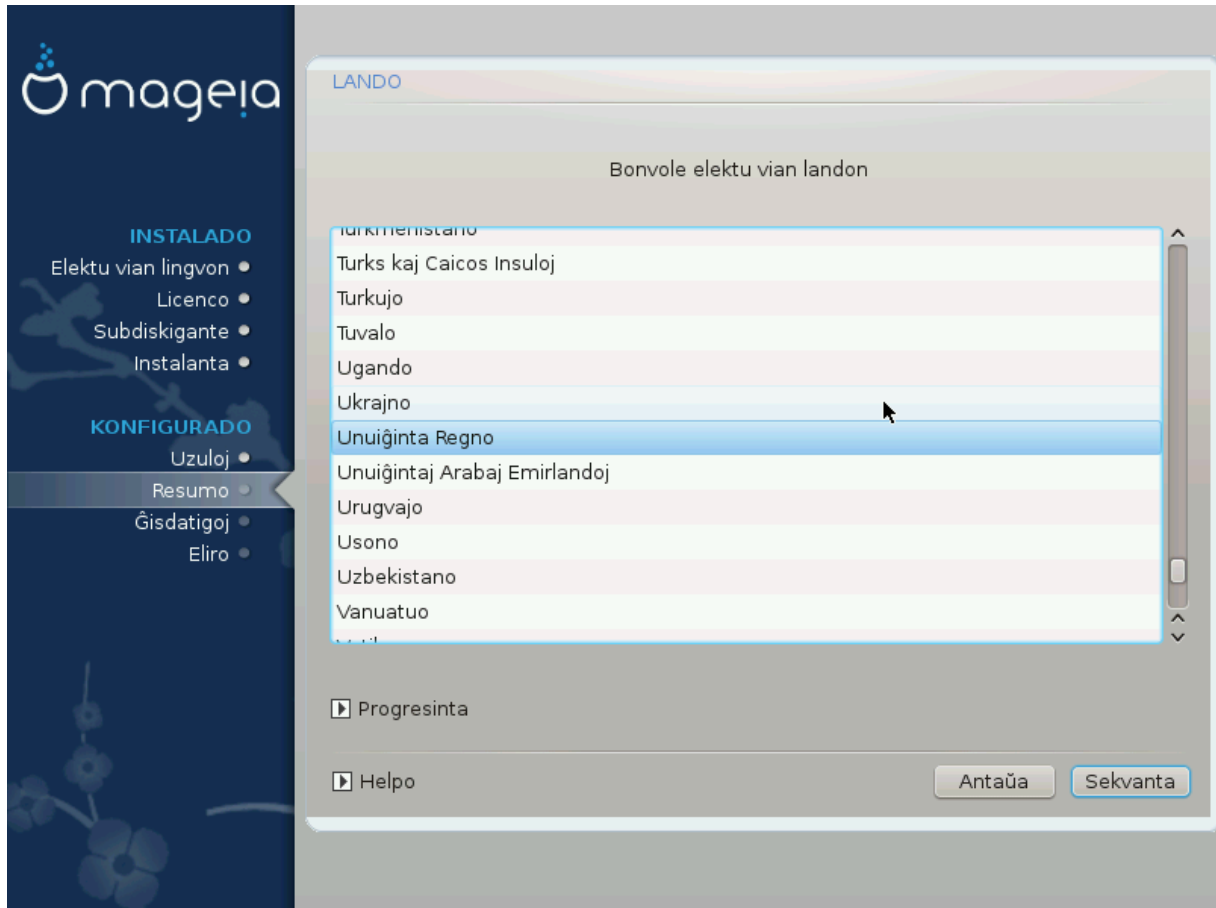 mageia
INSTALADO
Elektu vian lingvon
Licenco
Subdiskigante
Instalanta
KONFIGURADO
Uzuloj
Resumo
Ĝisdatigoj
Eliro
LANDO
Bonvole elektu vian landon
Turkmenistano
Turks kaj Caicos Insuloj
Turkujo
Tuvalo
Ugando
Ukrajno
Unuiĝinta Regno
Unuiĝintaj Arabaj Emirlandoj
Urugvajo
Usono
Uzbekistano
Vanuatuo
Progresinta
Helpo
Antaŭa
Sekvanta